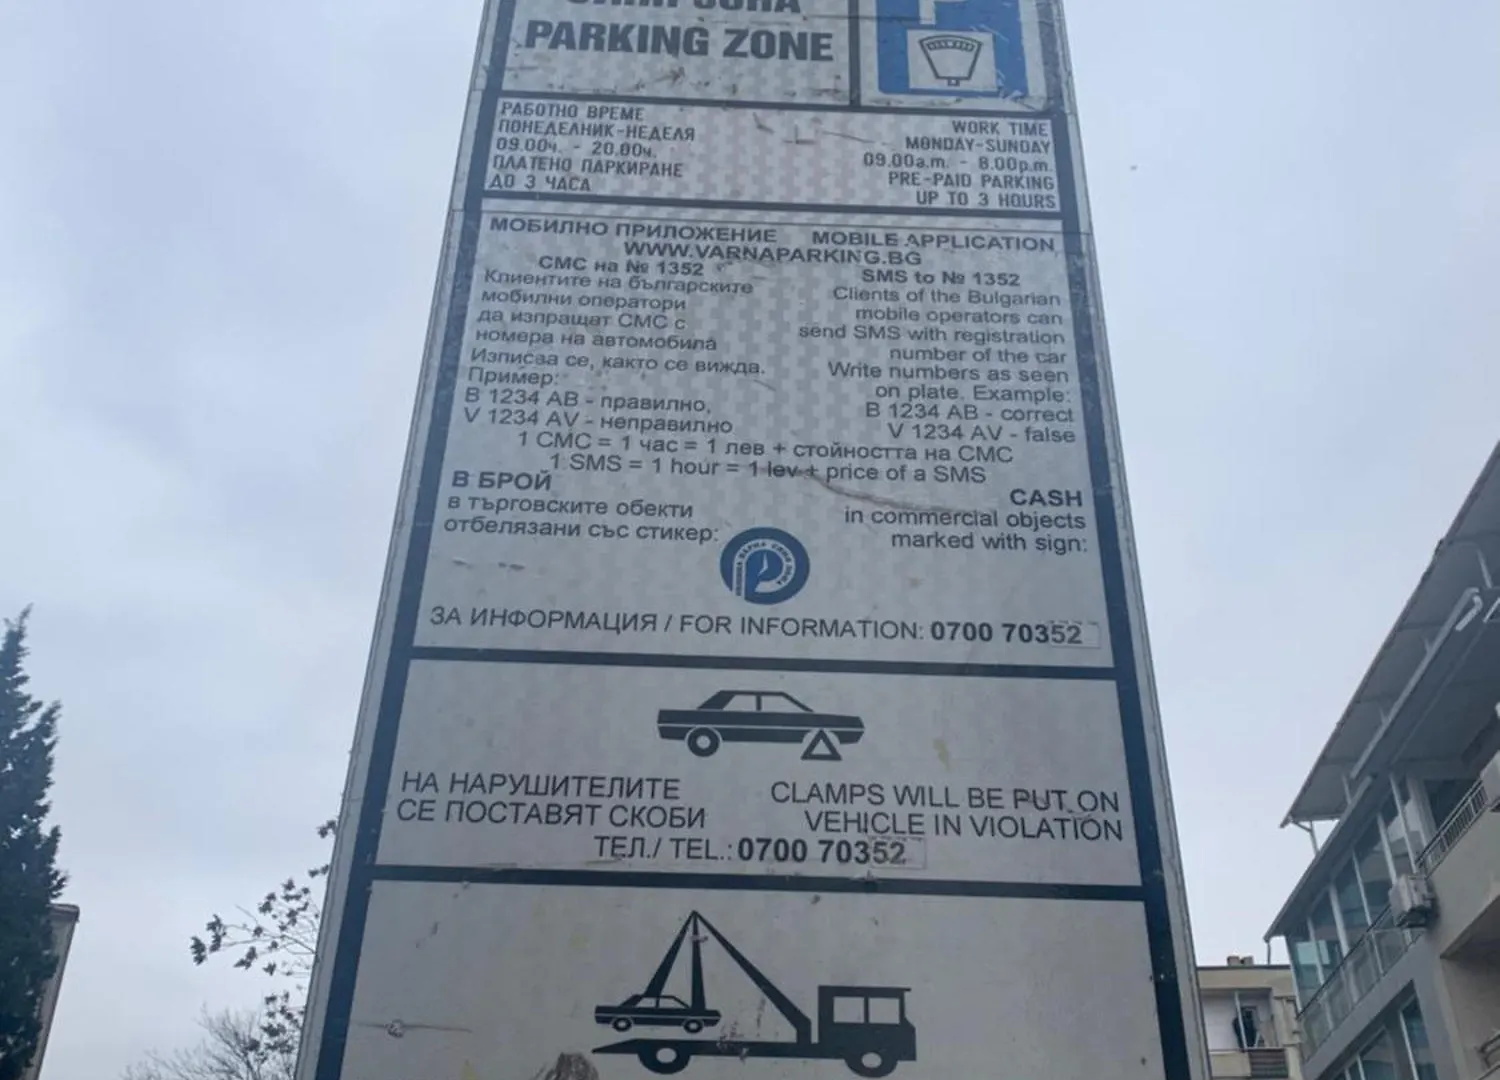 PARKING ZONE
РАБОТНО ВРЕМЕ
ПОНЕДЕЛНИК-НЕДЕЛЯ
09.00ч. - 20.00ч.
ПЛАТЕНО ПАРКИРАНЕ
ДО 3 ЧАСА
WORK TIME
MONDAY-SUNDAY
09.00a.m. - 8.00p.m.
PRE-PAID PARKING
UP TO 3 HOURS
МОБИЛНО ПРИЛОЖЕНИЕ MOBILE APPLICATION
WWW.VARNAPARKING.BG
СМС на № 1352
Клиентите на българските
мобилни оператори
да изпращат СМС с
номера на автомобила
Изписва се, както се вижда.
Пример:
В 1234 АВ - правилно,
V 1234 AV - неправилно
SMS to № 1352
Clients of the Bulgarian
mobile operators can
send SMS with registration
number of the car
Write numbers as seen
on plate. Example:
B 1234 AB - correct
V 1234 AV - false
1 СМС = 1 час = 1 лев + стойността на СМС
1 SMS = 1 hour = 1 lev + price of a SMS
В БРОЙ
в търговските обекти
отбелязани със стикер:
CASH
in commercial objects
marked with sign:
ЗА ИНФОРМАЦИЯ / FOR INFORMATION: 0700 70352
НА НАРУШИТЕЛИТЕ
СЕ ПОСТАВЯТ СКОБИ
CLAMPS WILL BE PUT ON
VEHICLE IN VIOLATION
ТЕЛ./ TEL.: 0700 70352